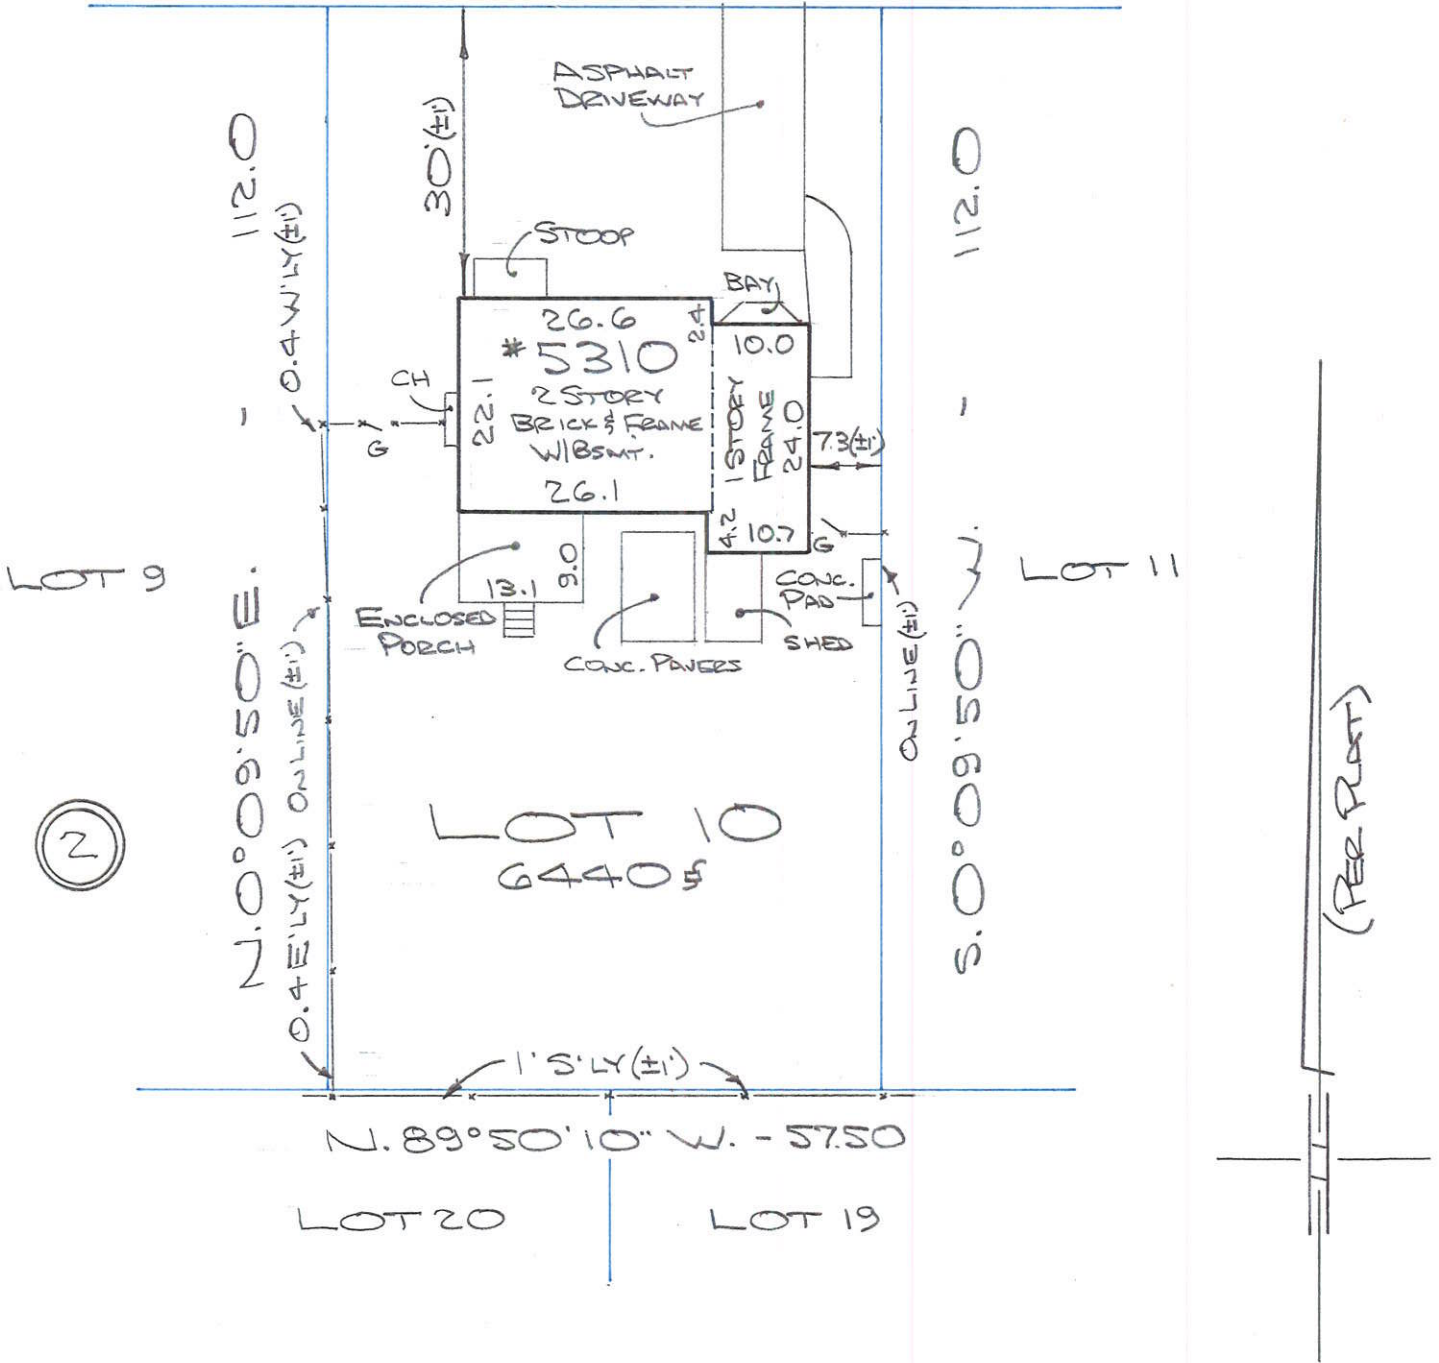 ASPHALT
DRIVEWAY
30'(±1')
112.0
112.0
0.4 W'LY (±1')
STOOP
BAY
26.6
2.4
10.0
#5310
CH
22.1
2 STORY
BRICK & FRAME
W/BSMT.
1 STORY
FRAME
24.0
7.3(±1')
G
26.1
4.2
10.7
G
LOT 9
9.0
13.1
ENCLOSED
PORCH
CONC. PAVERS
CONC.
PAD
SHED
LOT 11
N. 0°09'50" E. -
0.4 E'LY (±1') ON LINE (±1')
ON LINE (±1')
S. 0°09'50" W. -
2
LOT 10
6440
(PER PLAT)
1' S'LY (±1')
N. 89°50'10" W. - 57.50
LOT 20
LOT 19